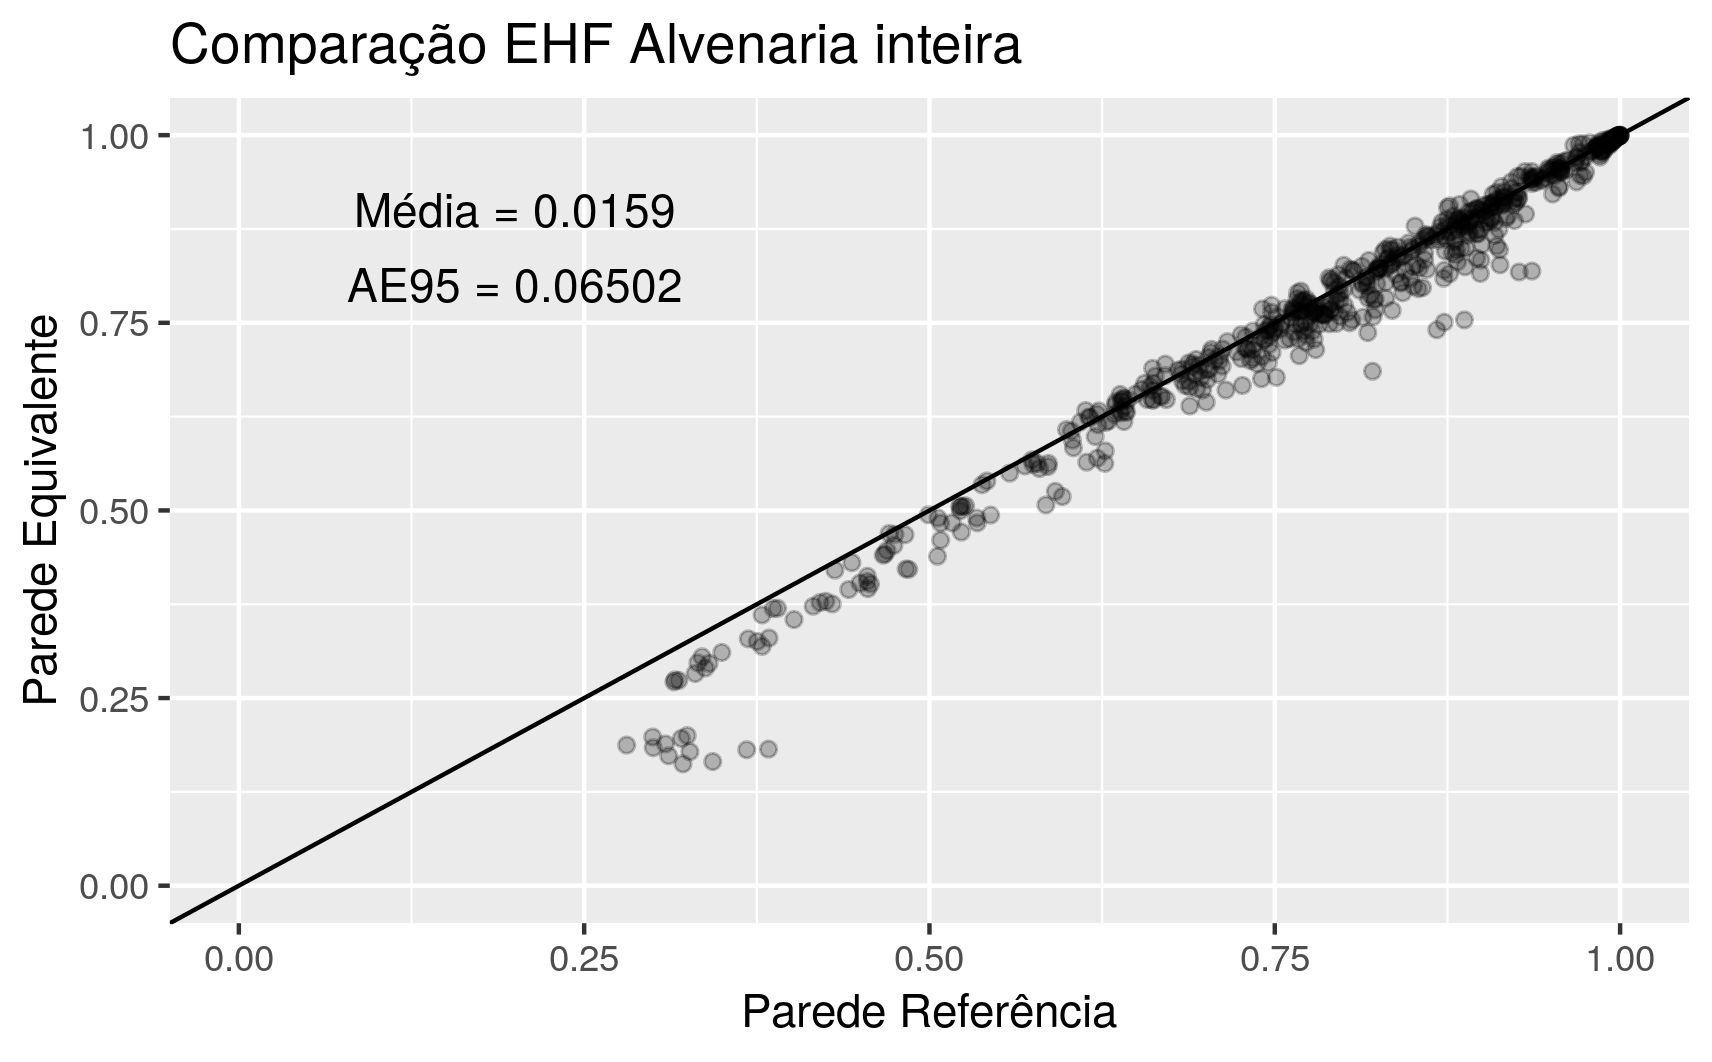 Comparação EHF Alvenaria inteira
Média = 0.0159
AE95 = 0.06502
Parede Equivalente
1.00
0.75
0.50
0.25
0.00
0.00
0.25
0.50
0.75
1.00
Parede Referência